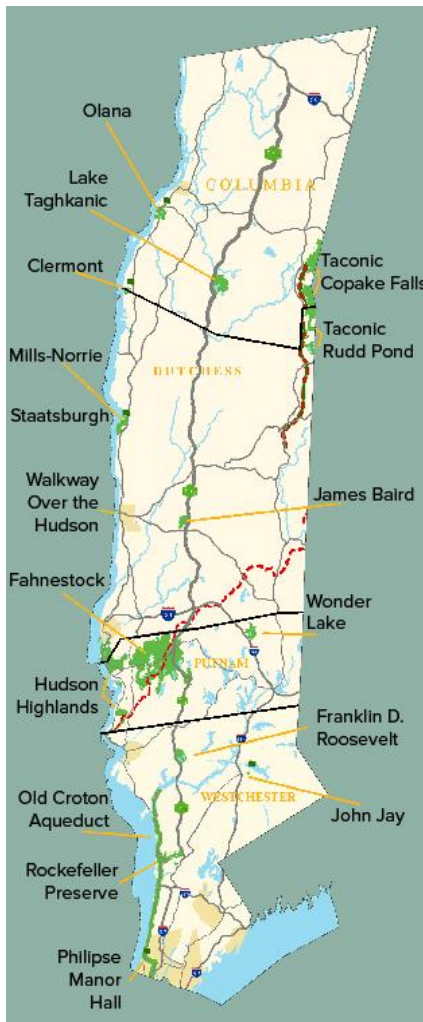 Olana
Lake
Taghkanic
COLUMBIA
Clermont
Taconic
Copake Falls
Taconic
Rudd Pond
Mills-Norrie
DUTCHESS
Staatsburgh
Walkway
Over the
Hudson
James Baird
Fahnestock
Wonder
Lake
PUTNAM
Hudson
Highlands
Franklin D.
Roosevelt
Old Croton
Aqueduct
WESTCHESTER
John Jay
Rockefeller
Preserve
Philipse
Manor
Hall